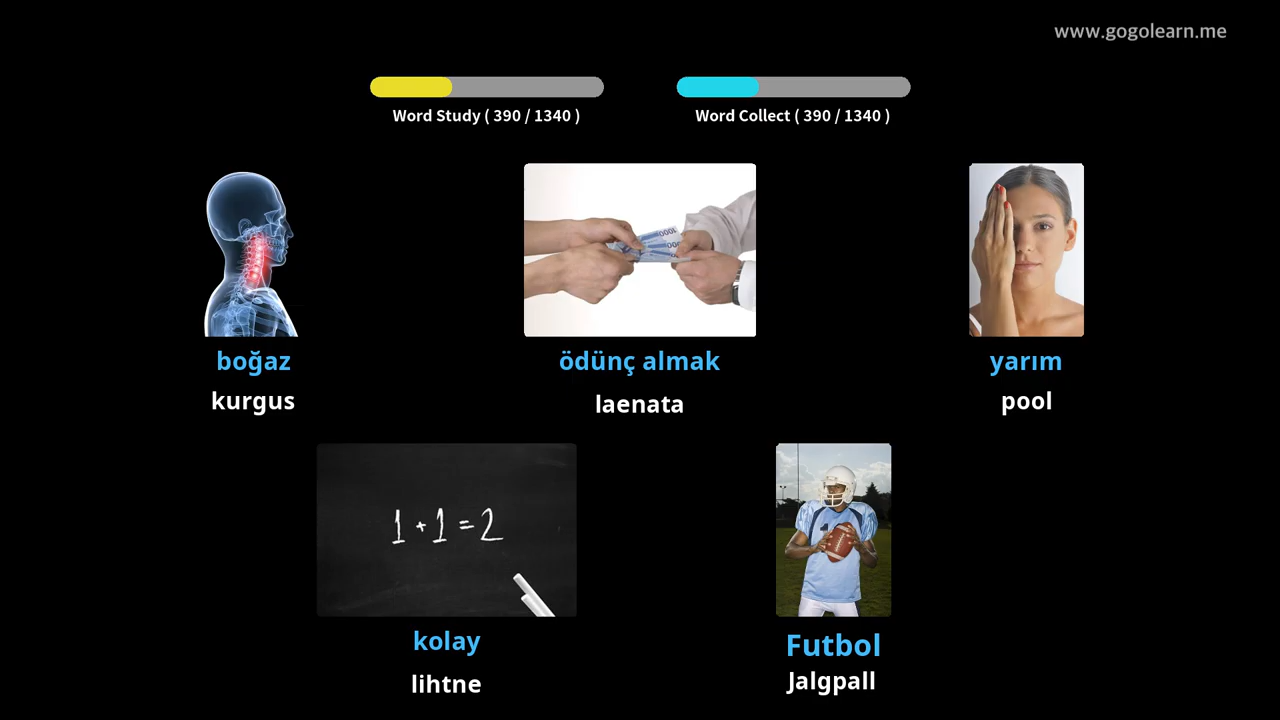 www.gogolearn.me
Word Study ( 390 / 1340 )
Word Collect ( 390 / 1340 )
boğaz
ödünç almak
yarım
kurgus
laenata
pool
1 + 1 = 2
kolay
Futbol
lihtne
Jalgpall